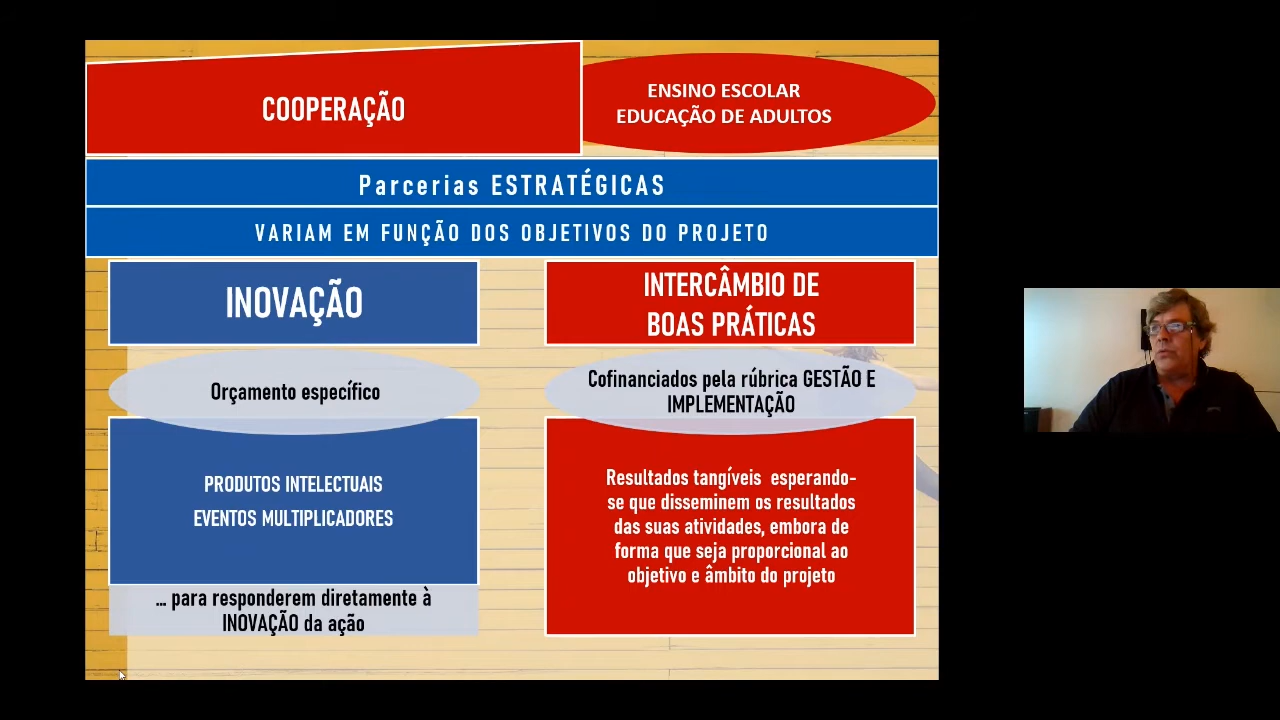 COOPERAÇÃO
ENSINO ESCOLAR
EDUCAÇÃO DE ADULTOS
Parcerias ESTRATÉGICAS
VARIAM EM FUNÇÃO DOS OBJETIVOS DO PROJETO
INOVAÇÃO
Orçamento específico
PRODUTOS INTELECTUAIS
EVENTOS MULTIPLICADORES
... para responderem diretamente à
INOVAÇÃO da ação
INTERCÂMBIO DE
BOAS PRÁTICAS
Cofinanciados pela rúbrica GESTÃO E
IMPLEMENTAÇÃO
Resultados tangíveis esperando-
se que disseminem os resultados
das suas atividades, embora de
forma que seja proporcional ao
objetivo e âmbito do projeto